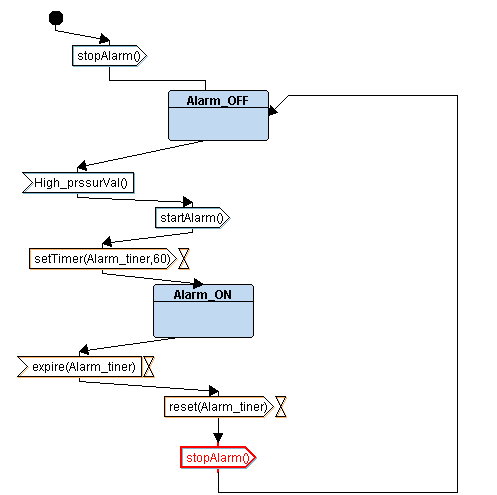 stopAlarm()
Alarm_OFF
High_prssurVal()
startAlarm()
setTimer(Alarm_tiner,60)
Alarm_ON
expire(Alarm_tiner)
reset(Alarm_tiner)
stopAlarm()